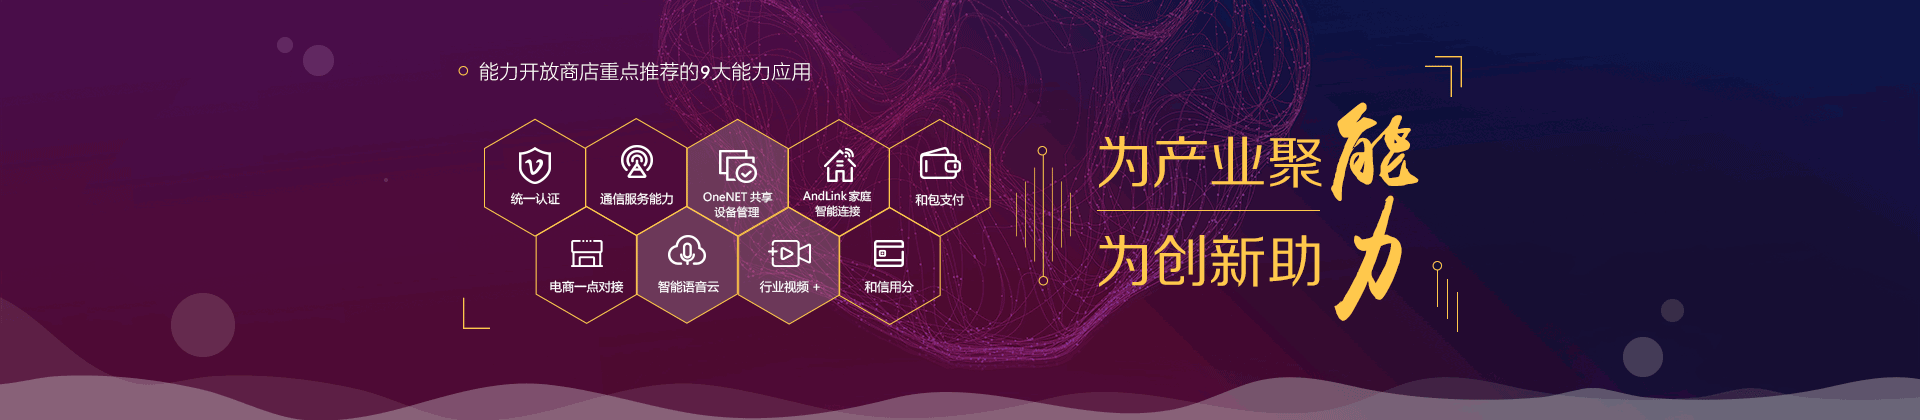 能力开放商店重点推荐的9大能力应用
统一认证
通信服务能力
OneNET 共享
设备管理
AndLink 家庭
智能连接
和包支付
电商一点对接
智能语音云
行业视频 +
和信用分
为产业聚能
为创新助力